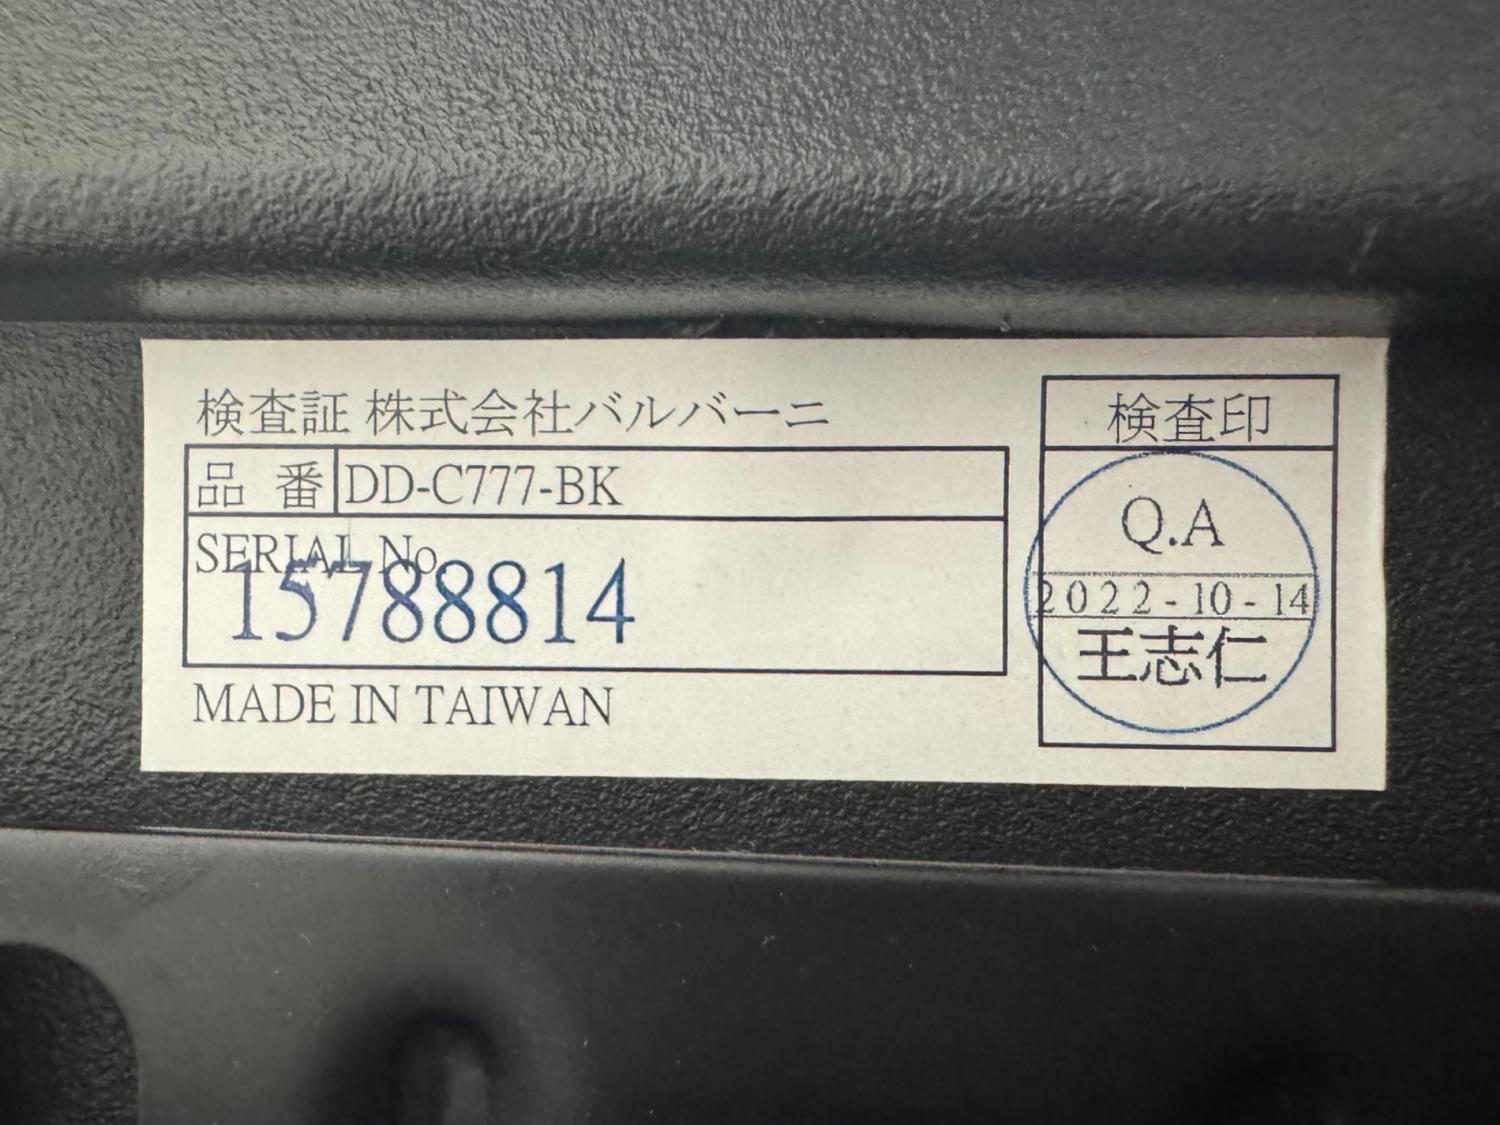 検査証 株式会社バルバーニ
品 番 DD-C777-BK
SERIAL No
15788814
MADE IN TAIWAN
検査印
Q.A
2022-10-14
王志仁